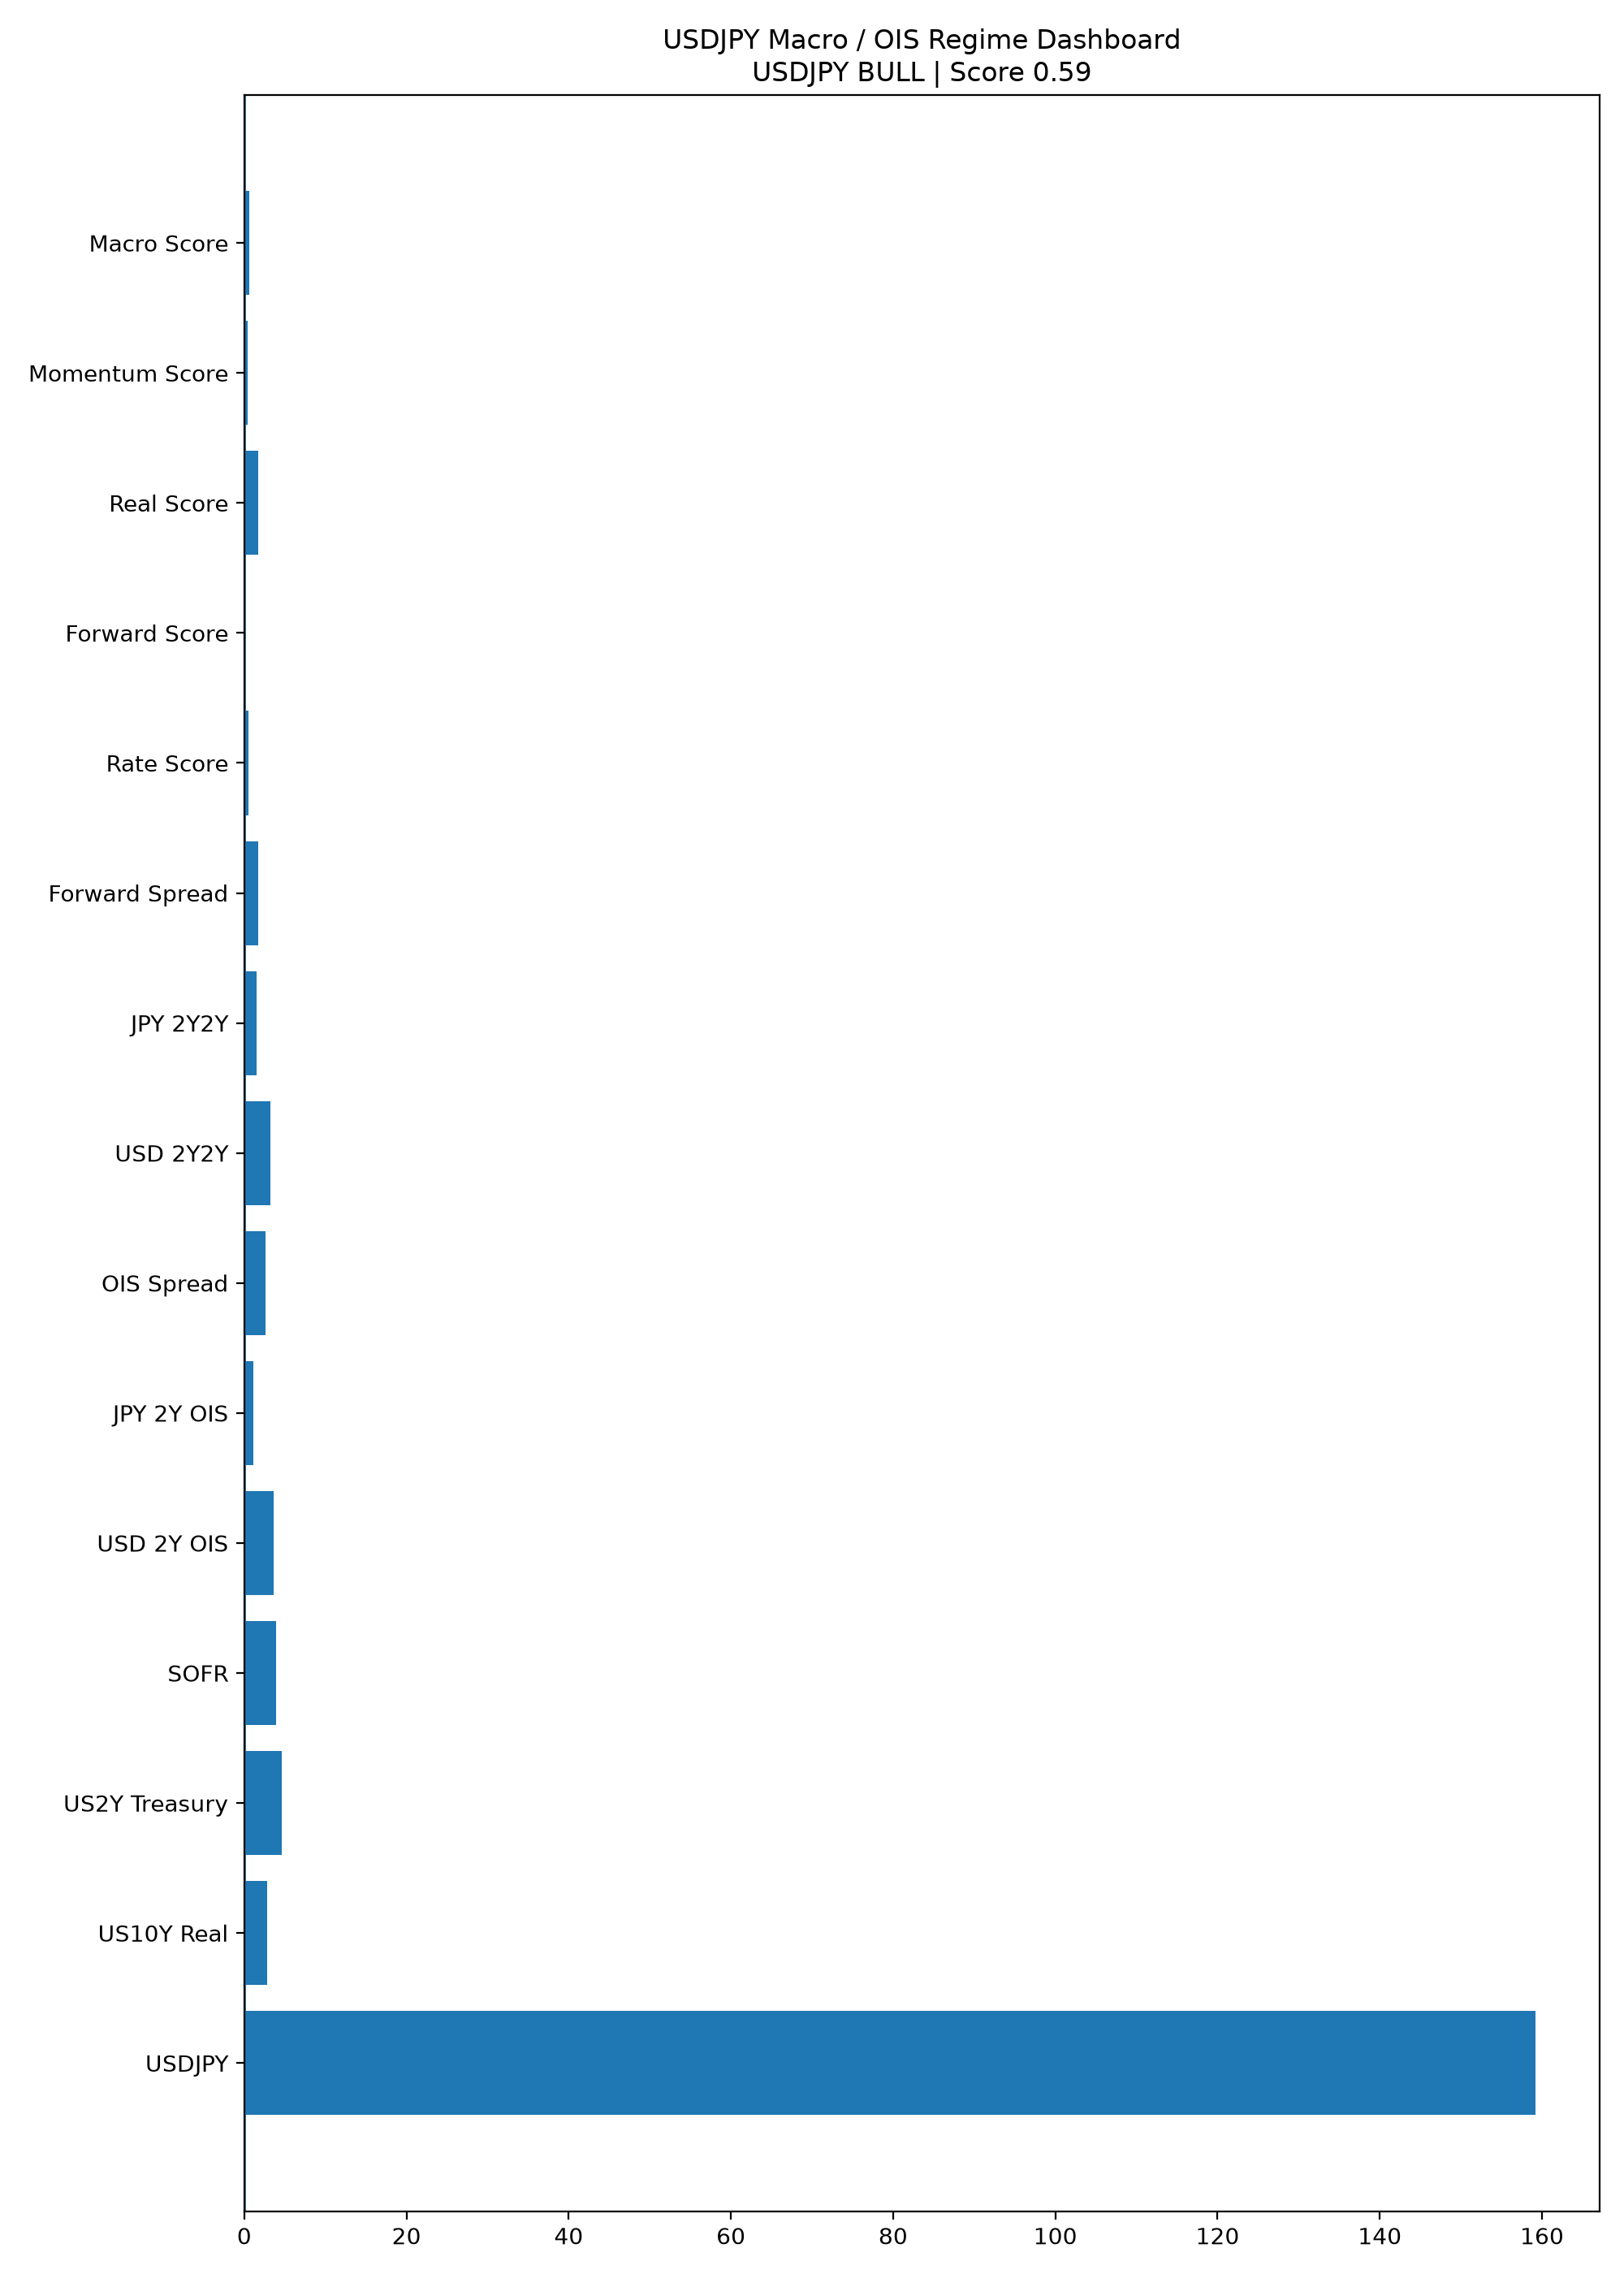 USDJPY Macro / OIS Regime Dashboard
USDJPY BULL | Score 0.59
Macro Score
Momentum Score
Real Score
Forward Score
Rate Score
Forward Spread
JPY 2Y2Y
USD 2Y2Y
OIS Spread
JPY 2Y OIS
USD 2Y OIS
SOFR
US2Y Treasury
US10Y Real
USDJPY
0 20 40 60 80 100 120 140 160